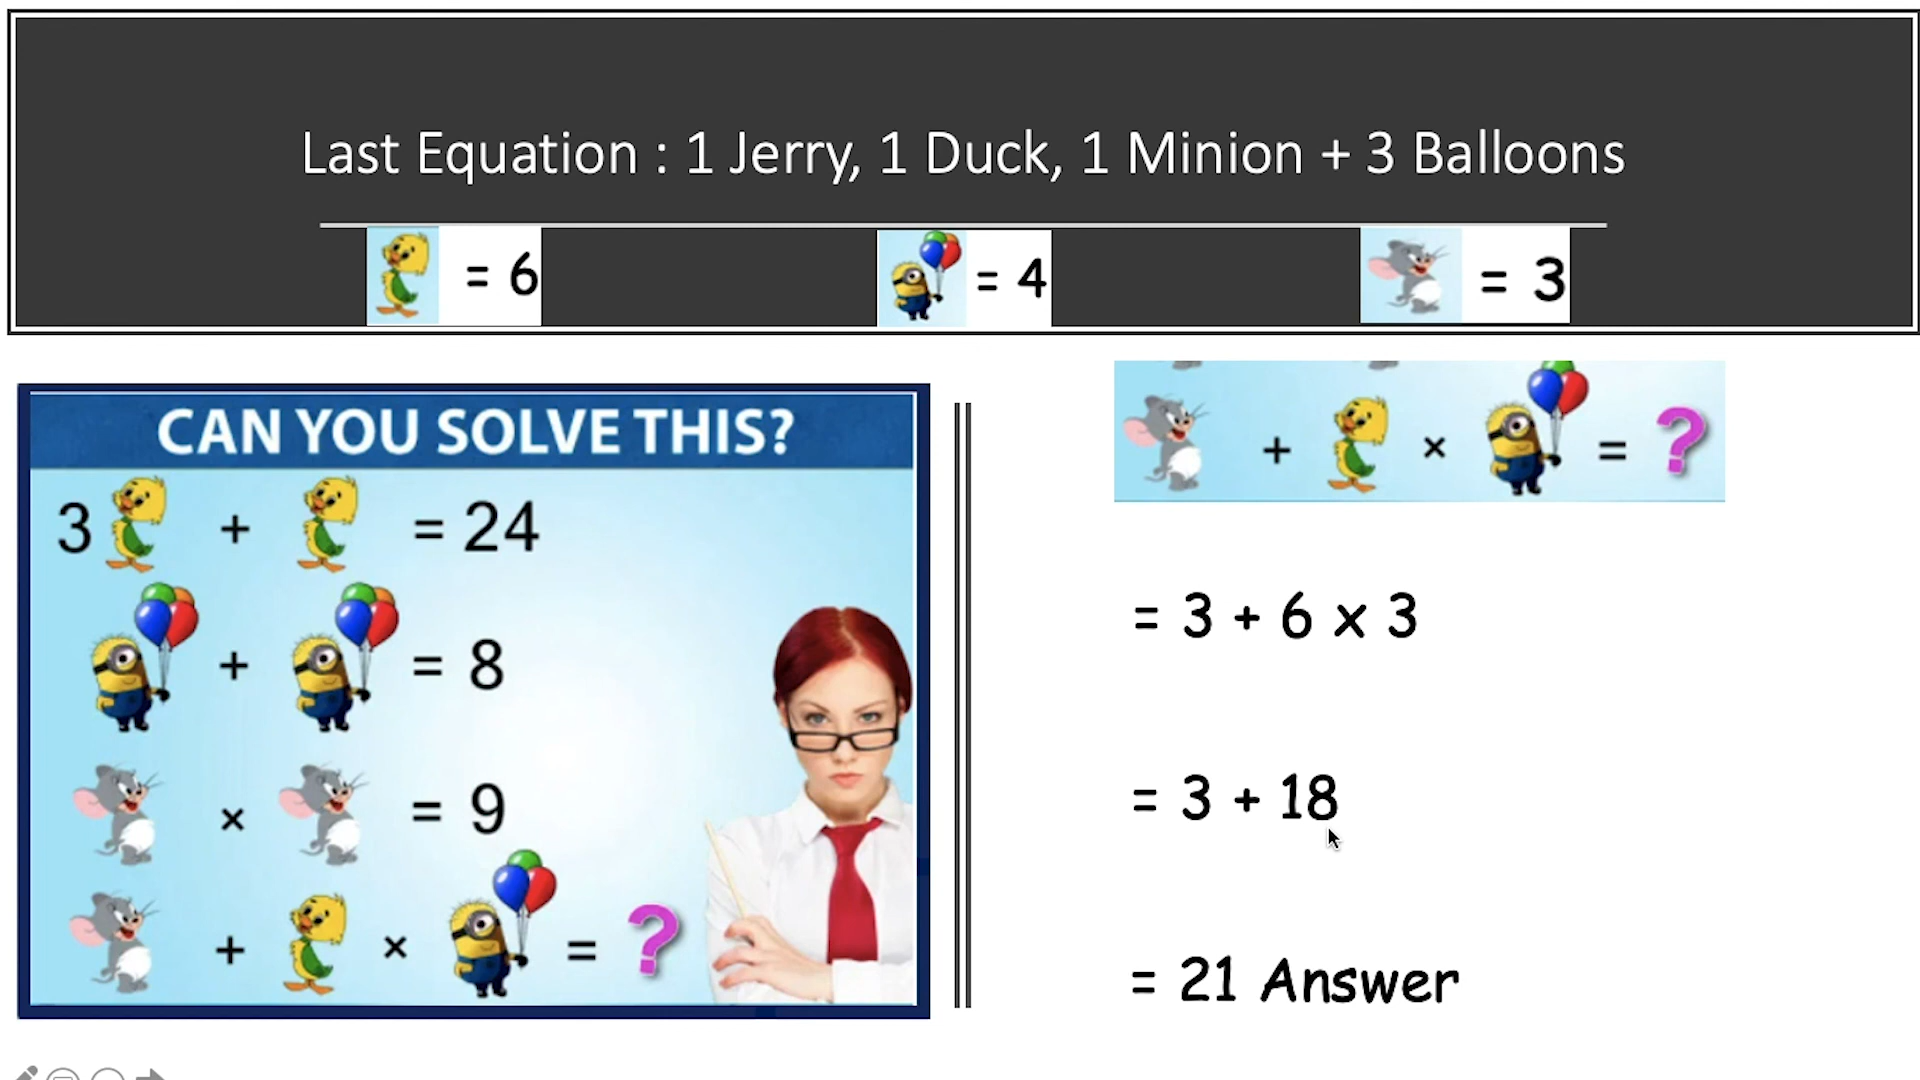 Last Equation : 1 Jerry, 1 Duck, 1 Minion + 3 Balloons
= 6
= 4
= 3
CAN YOU SOLVE THIS?
3 + = 24
+ = 8
× = 9
+ × = ?
+ × = ?
= 3 + 6 x 3
= 3 + 18
= 21 Answer